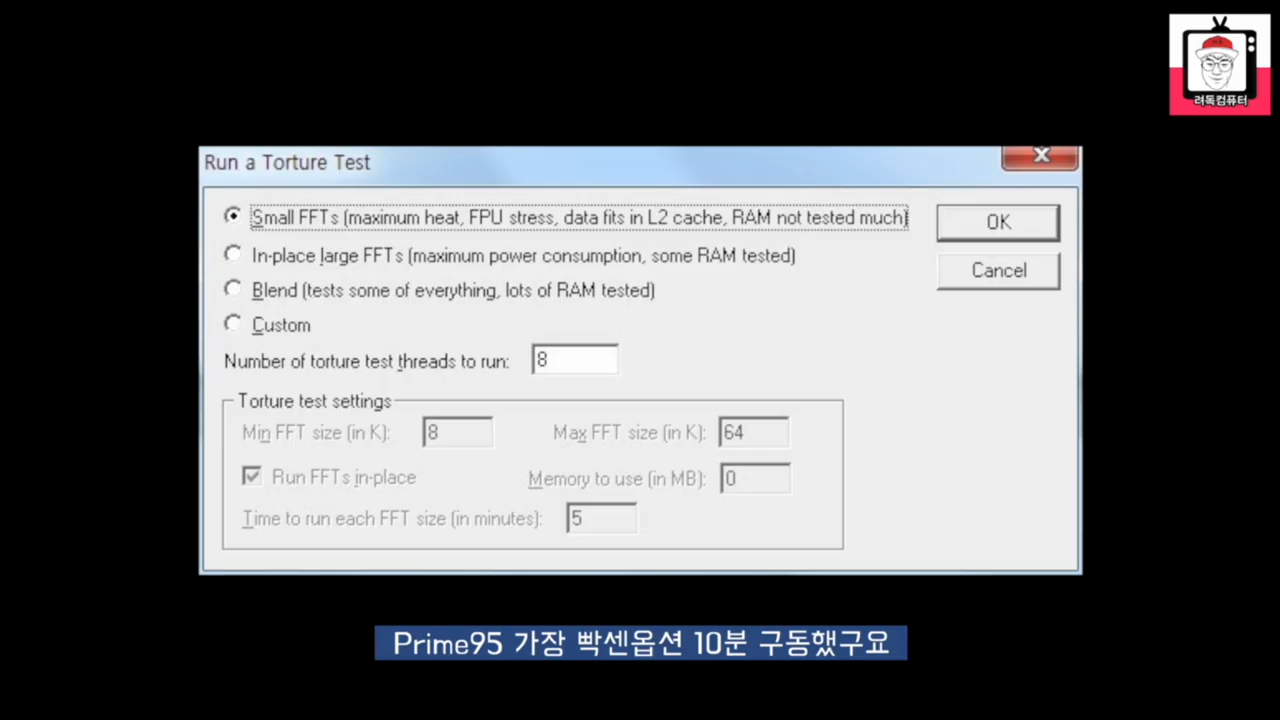 려독컴퓨터
Run a Torture Test
Small FFTs (maximum heat, FPU stress, data fits in L2 cache, RAM not tested much)
OK
In-place large FFTs (maximum power consumption, some RAM tested)
Cancel
Blend (tests some of everything, lots of RAM tested)
Custom
Number of torture test threads to run: 8
Torture test settings
Min FFT size (in K): 8 Max FFT size (in K): 64
Run FFTs in-place Memory to use (in MB): 0
Time to run each FFT size (in minutes): 5
Prime95 가장 빡센옵션 10분 구동했구요